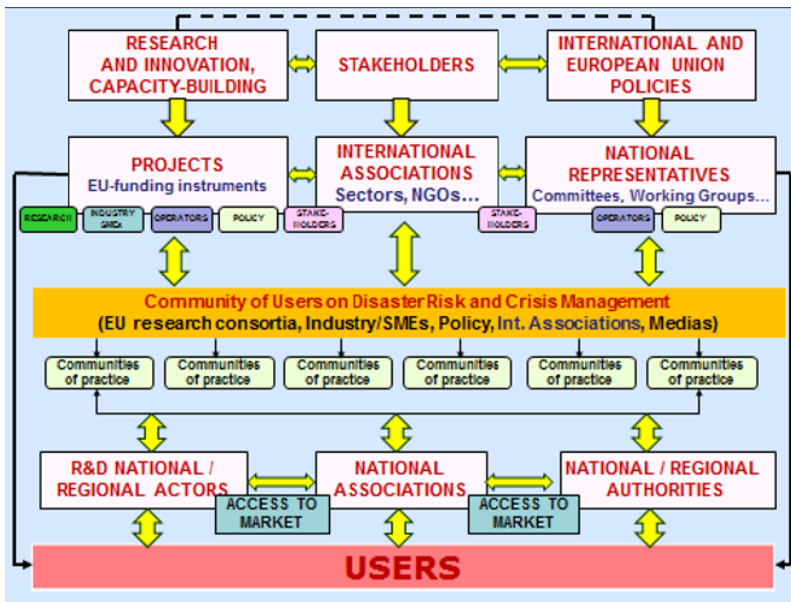 RESEARCH
AND INNOVATION,
CAPACITY-BUILDING
STAKEHOLDERS
INTERNATIONAL AND
EUROPEAN UNION
POLICIES
PROJECTS
EU-funding instruments
INTERNATIONAL
ASSOCIATIONS
Sectors, NGOs...
NATIONAL
REPRESENTATIVES
Committees, Working Groups...
RESEARCH
INDUSTRY
SMEs
OPERATORS
POLICY
STAKE-
HOLDERS
STAKE-
HOLDERS
OPERATORS
POLICY
Community of Users on Disaster Risk and Crisis Management
(EU research consortia, Industry/SMEs, Policy, Int. Associations, Medias)
Communities
of practice
Communities
of practice
Communities
of practice
Communities
of practice
Communities
of practice
Communities
of practice
R&D NATIONAL /
REGIONAL ACTORS
NATIONAL
ASSOCIATIONS
NATIONAL / REGIONAL
AUTHORITIES
ACCESS TO
MARKET
ACCESS TO
MARKET
USERS